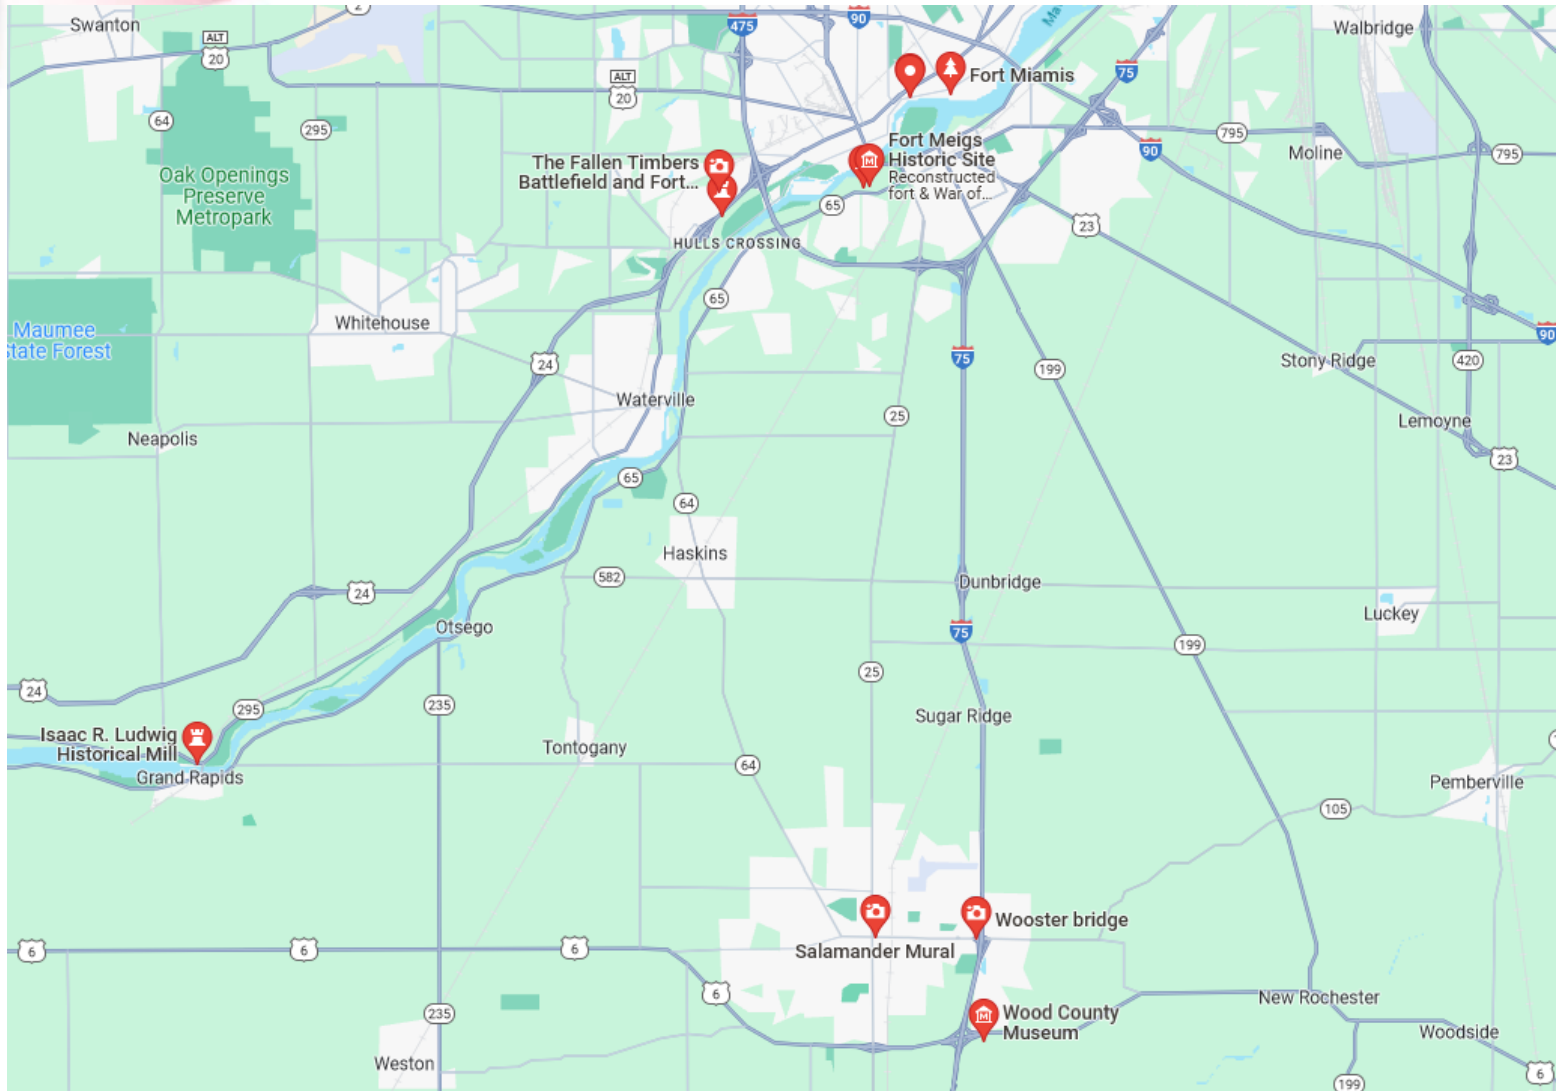 Swanton
2
ALT
20
475
90
Ma
Walbridge
ALT
20
75
Fort Miamis
64
295
795
90
Moline
795
Oak Openings
Preserve
Metropark
The Fallen Timbers
Battlefield and Fort...
Fort Meigs
Historic Site
Reconstructed
fort & War of...
65
23
HULLS CROSSING
65
Maumee
State Forest
Whitehouse
24
75
199
90
Stony Ridge
420
Waterville
25
Lemoyne
Neapolis
23
65
64
Haskins
582
Dunbridge
24
Luckey
Otsego
75
199
24
295
235
25
Sugar Ridge
Isaac R. Ludwig
Historical Mill
Grand Rapids
Tontogany
64
Pemberville
105
6
6
6
Salamander Mural
Wooster bridge
6
New Rochester
235
Wood County
Museum
Woodside
Weston
199
6